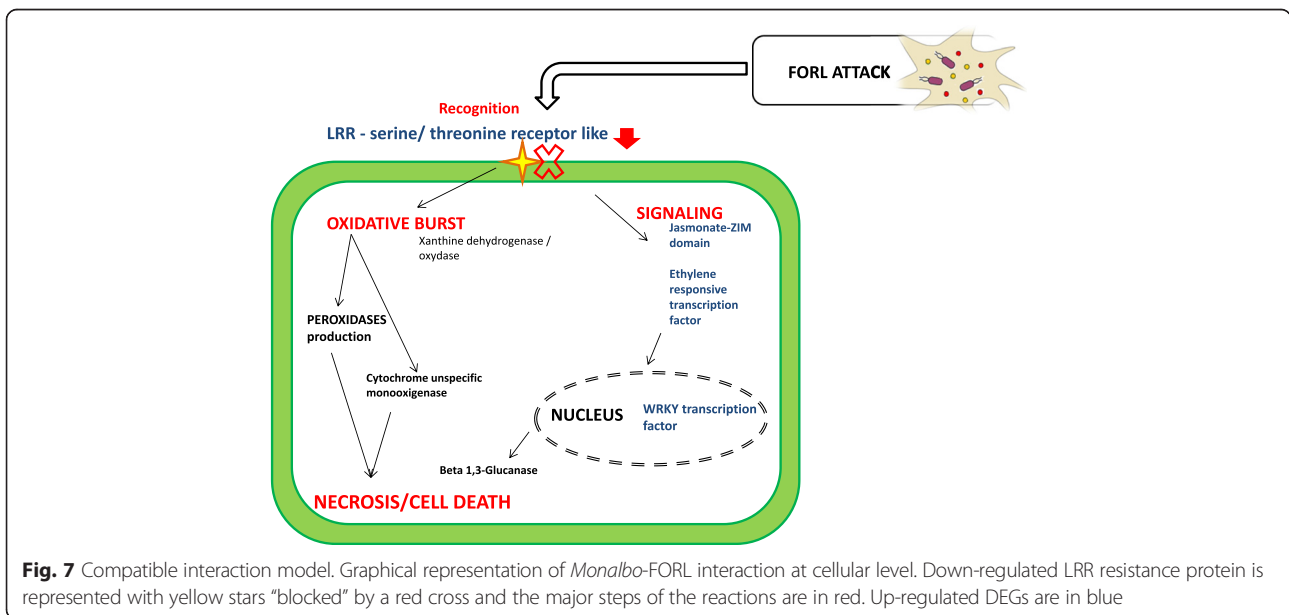 FORL ATTACK
Recognition
LRR - serine/ threonine receptor like
OXIDATIVE BURST
Xanthine dehydrogenase /
oxydase
SIGNALING
Jasmonate-ZIM
domain
Ethylene
responsive
transcription
factor
PEROXIDASES
production
Cytochrome unspecific
monooxigenase
NUCLEUS
WRKY transcription
factor
Beta 1,3-Glucanase
NECROSIS/CELL DEATH
Fig. 7 Compatible interaction model. Graphical representation of Monalbo-FORL interaction at cellular level. Down-regulated LRR resistance protein is
represented with yellow stars “blocked” by a red cross and the major steps of the reactions are in red. Up-regulated DEGs are in blue